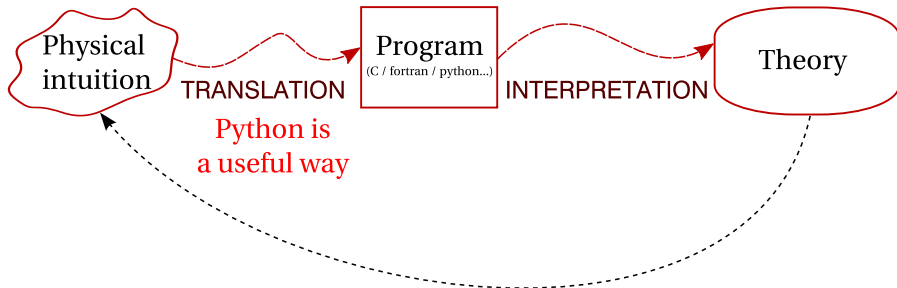 Physical
intuition
TRANSLATION
Python is
a useful way
Program
(C / fortran / python...)
INTERPRETATION
Theory